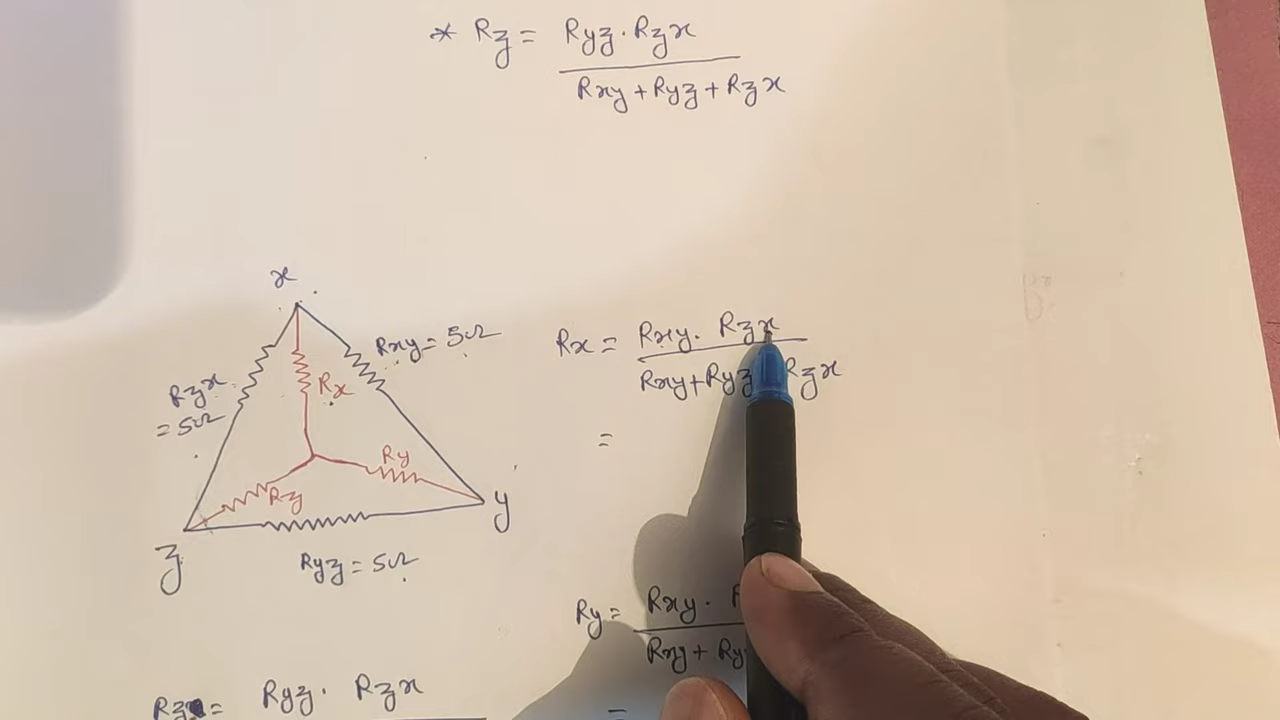 * Rz = Ryz . Rzx
Rxy + Ryz + Rzx
x
Rxy = 5Ω
Rzx
= 5Ω
Rx
Ry
Rz
z
y
Ryz = 5Ω
Rx = Rxy . Rzx
Rxy + Ryz Rzx
=
Ry = Rxy .
Rxy + Ry
=
Rz = Ryz . Rzx